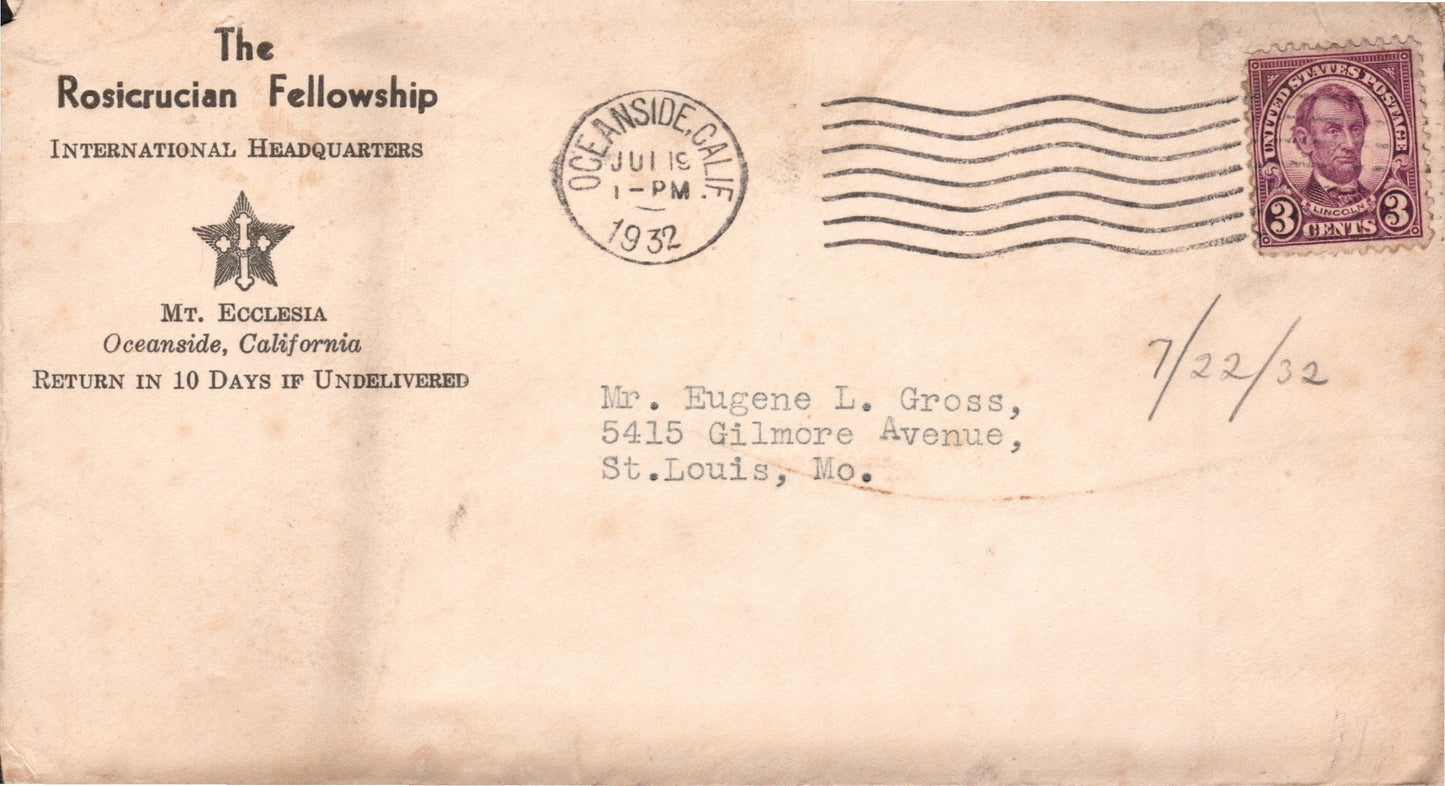 The
Rosicrucian Fellowship
INTERNATIONAL HEADQUARTERS
MT. ECCLESIA
Oceanside, California
RETURN IN 10 DAYS IF UNDELIVERED
OCEANSIDE, CALIF.
JUL 19
1-PM
1932
UNITED STATES POSTAGE
LINCOLN
3 CENTS 3
7/22/32
Mr. Eugene L. Gross,
5415 Gilmore Avenue,
St.Louis, Mo.